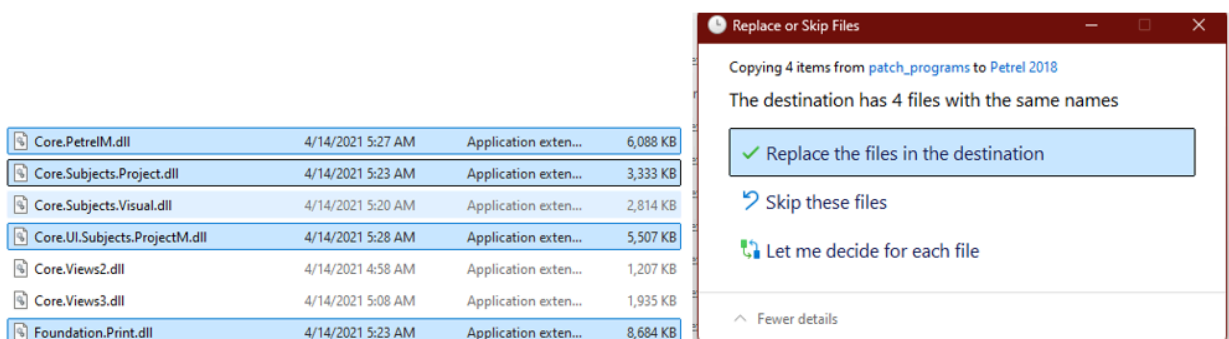 Core.PetrelM.dll 4/14/2021 5:27 AM Application exten... 6,088 KB
Core.Subjects.Project.dll 4/14/2021 5:23 AM Application exten... 3,333 KB
Core.Subjects.Visual.dll 4/14/2021 5:20 AM Application exten... 2,814 KB
Core.UI.Subjects.ProjectM.dll 4/14/2021 5:28 AM Application exten... 5,507 KB
Core.Views2.dll 4/14/2021 4:58 AM Application exten... 1,207 KB
Core.Views3.dll 4/14/2021 5:08 AM Application exten... 1,935 KB
Foundation.Print.dll 4/14/2021 5:23 AM Application exten... 8,684 KB
Replace or Skip Files
Copying 4 items from patch_programs to Petrel 2018
The destination has 4 files with the same names
Replace the files in the destination
Skip these files
Let me decide for each file
Fewer details